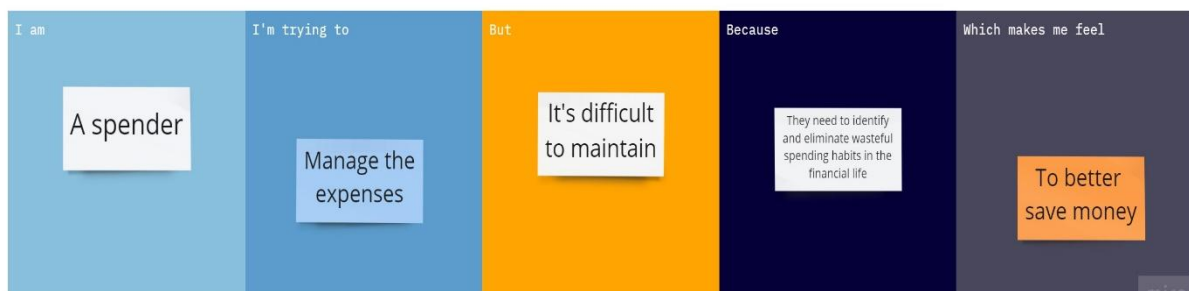 I am
I'm trying to
But
Because
Which makes me feel
A spender
Manage the
expenses
It's difficult
to maintain
They need to identify
and eliminate wasteful
spending habits in the
financial life
To better
save money